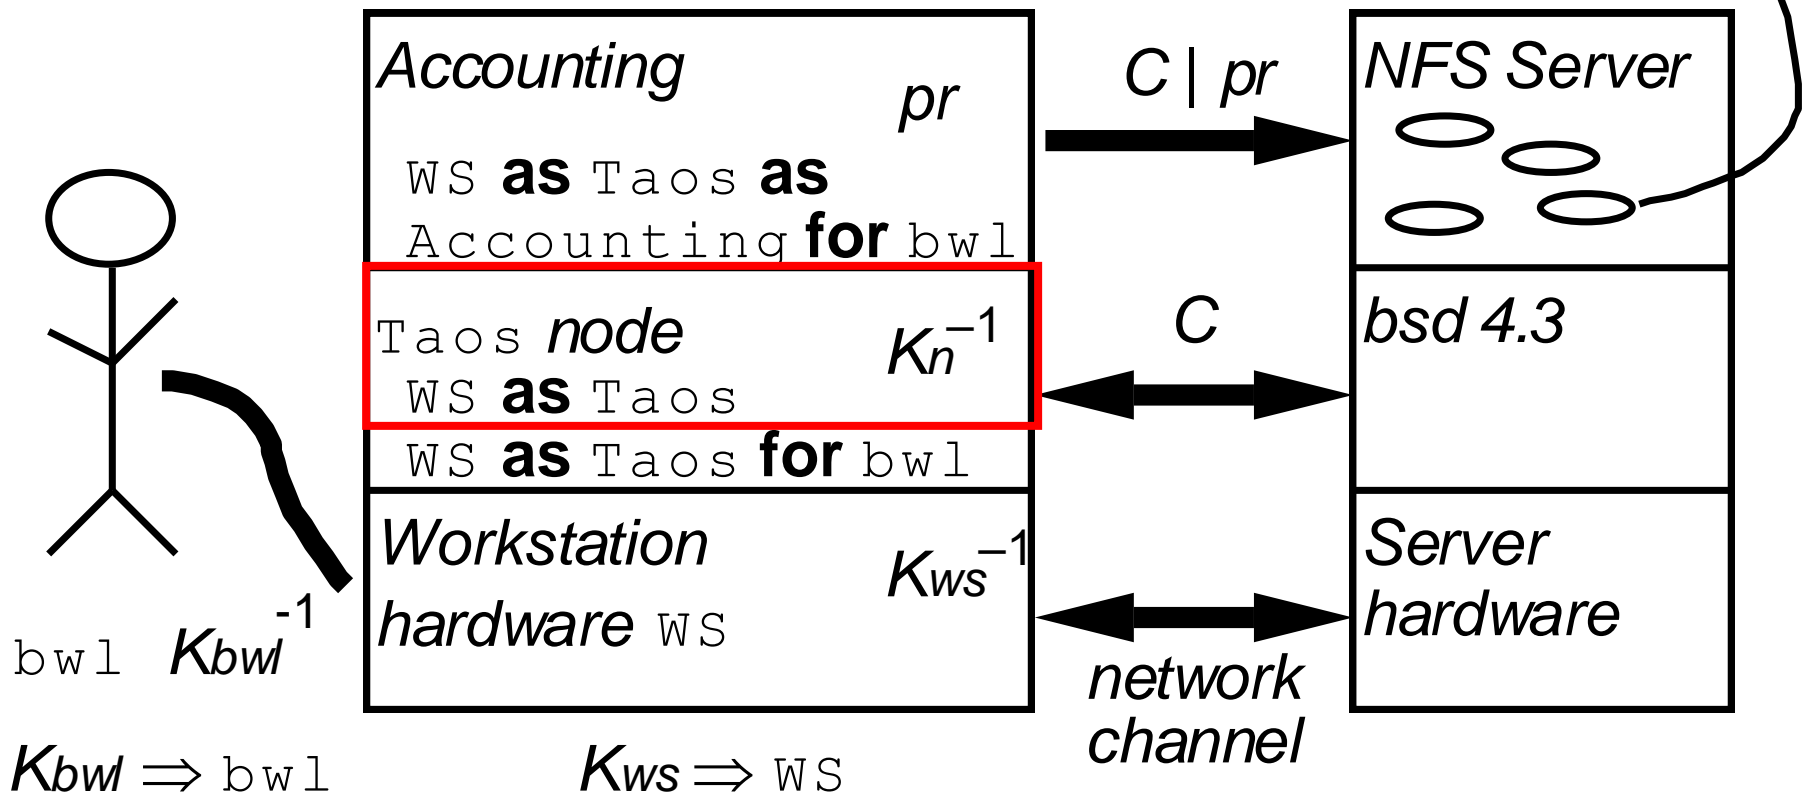 Accounting
pr
WS as Taos as
Accounting for bwl
Taos node
Kn–1
WS as Taos
WS as Taos for bwl
Workstation
hardware WS
Kws–1
C | pr
C
network
channel
NFS Server
bsd 4.3
Server
hardware
bwl Kbwl-1
Kbwl ⇒ bwl
Kws ⇒ WS